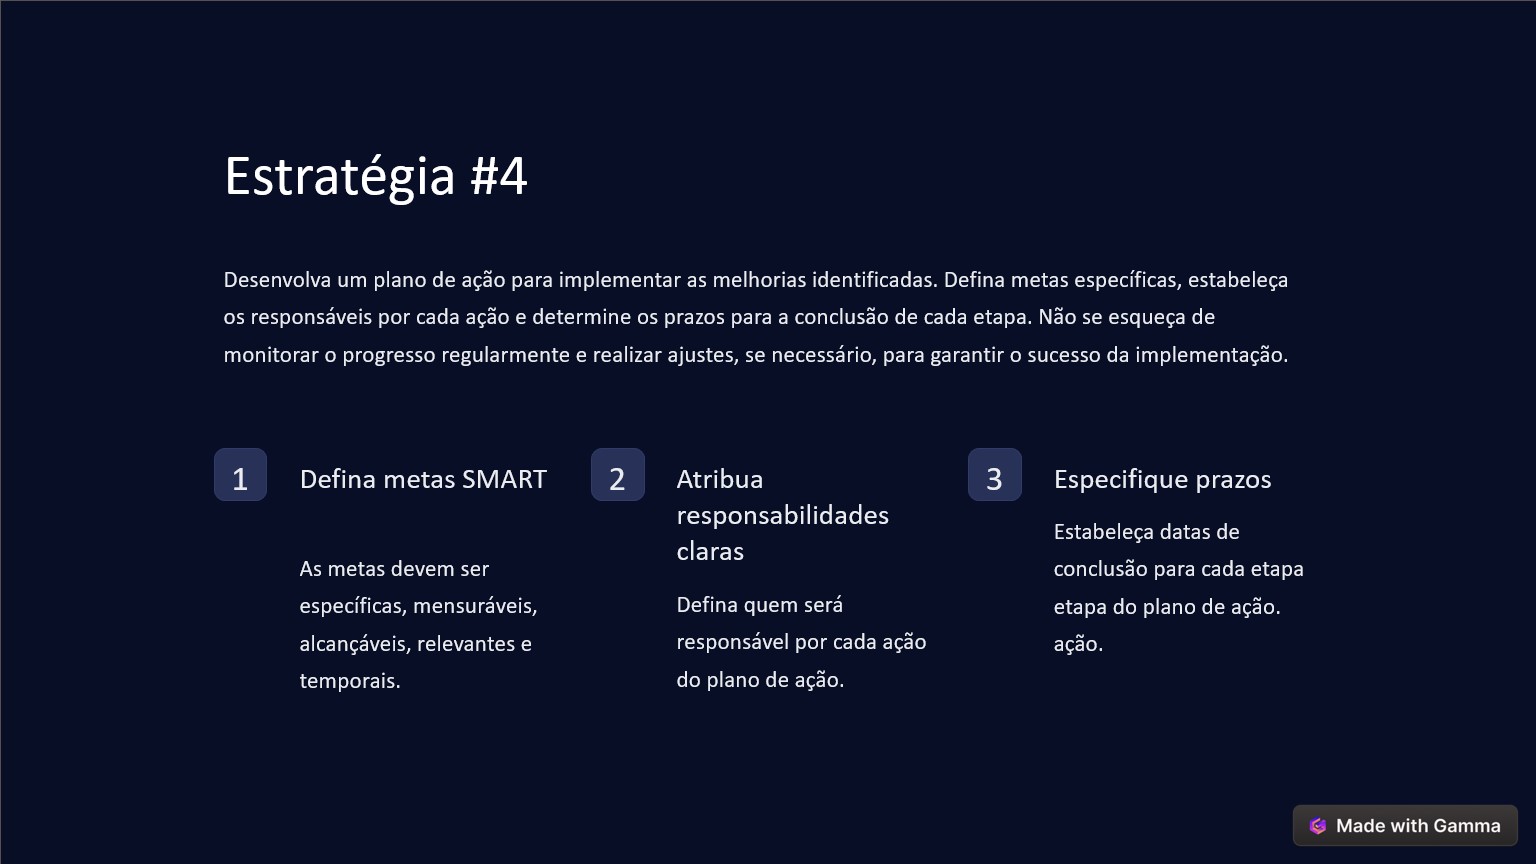 Estratégia #4
Desenvolva um plano de ação para implementar as melhorias identificadas. Defina metas específicas, estabeleça
os responsáveis por cada ação e determine os prazos para a conclusão de cada etapa. Não se esqueça de
monitorar o progresso regularmente e realizar ajustes, se necessário, para garantir o sucesso da implementação.
1
Defina metas SMART
As metas devem ser
específicas, mensuráveis,
alcançáveis, relevantes e
temporais.
2
Atribua
responsabilidades
claras
Defina quem será
responsável por cada ação
do plano de ação.
3
Especifique prazos
Estabeleça datas de
conclusão para cada etapa
etapa do plano de ação.
ação.
Made with Gamma